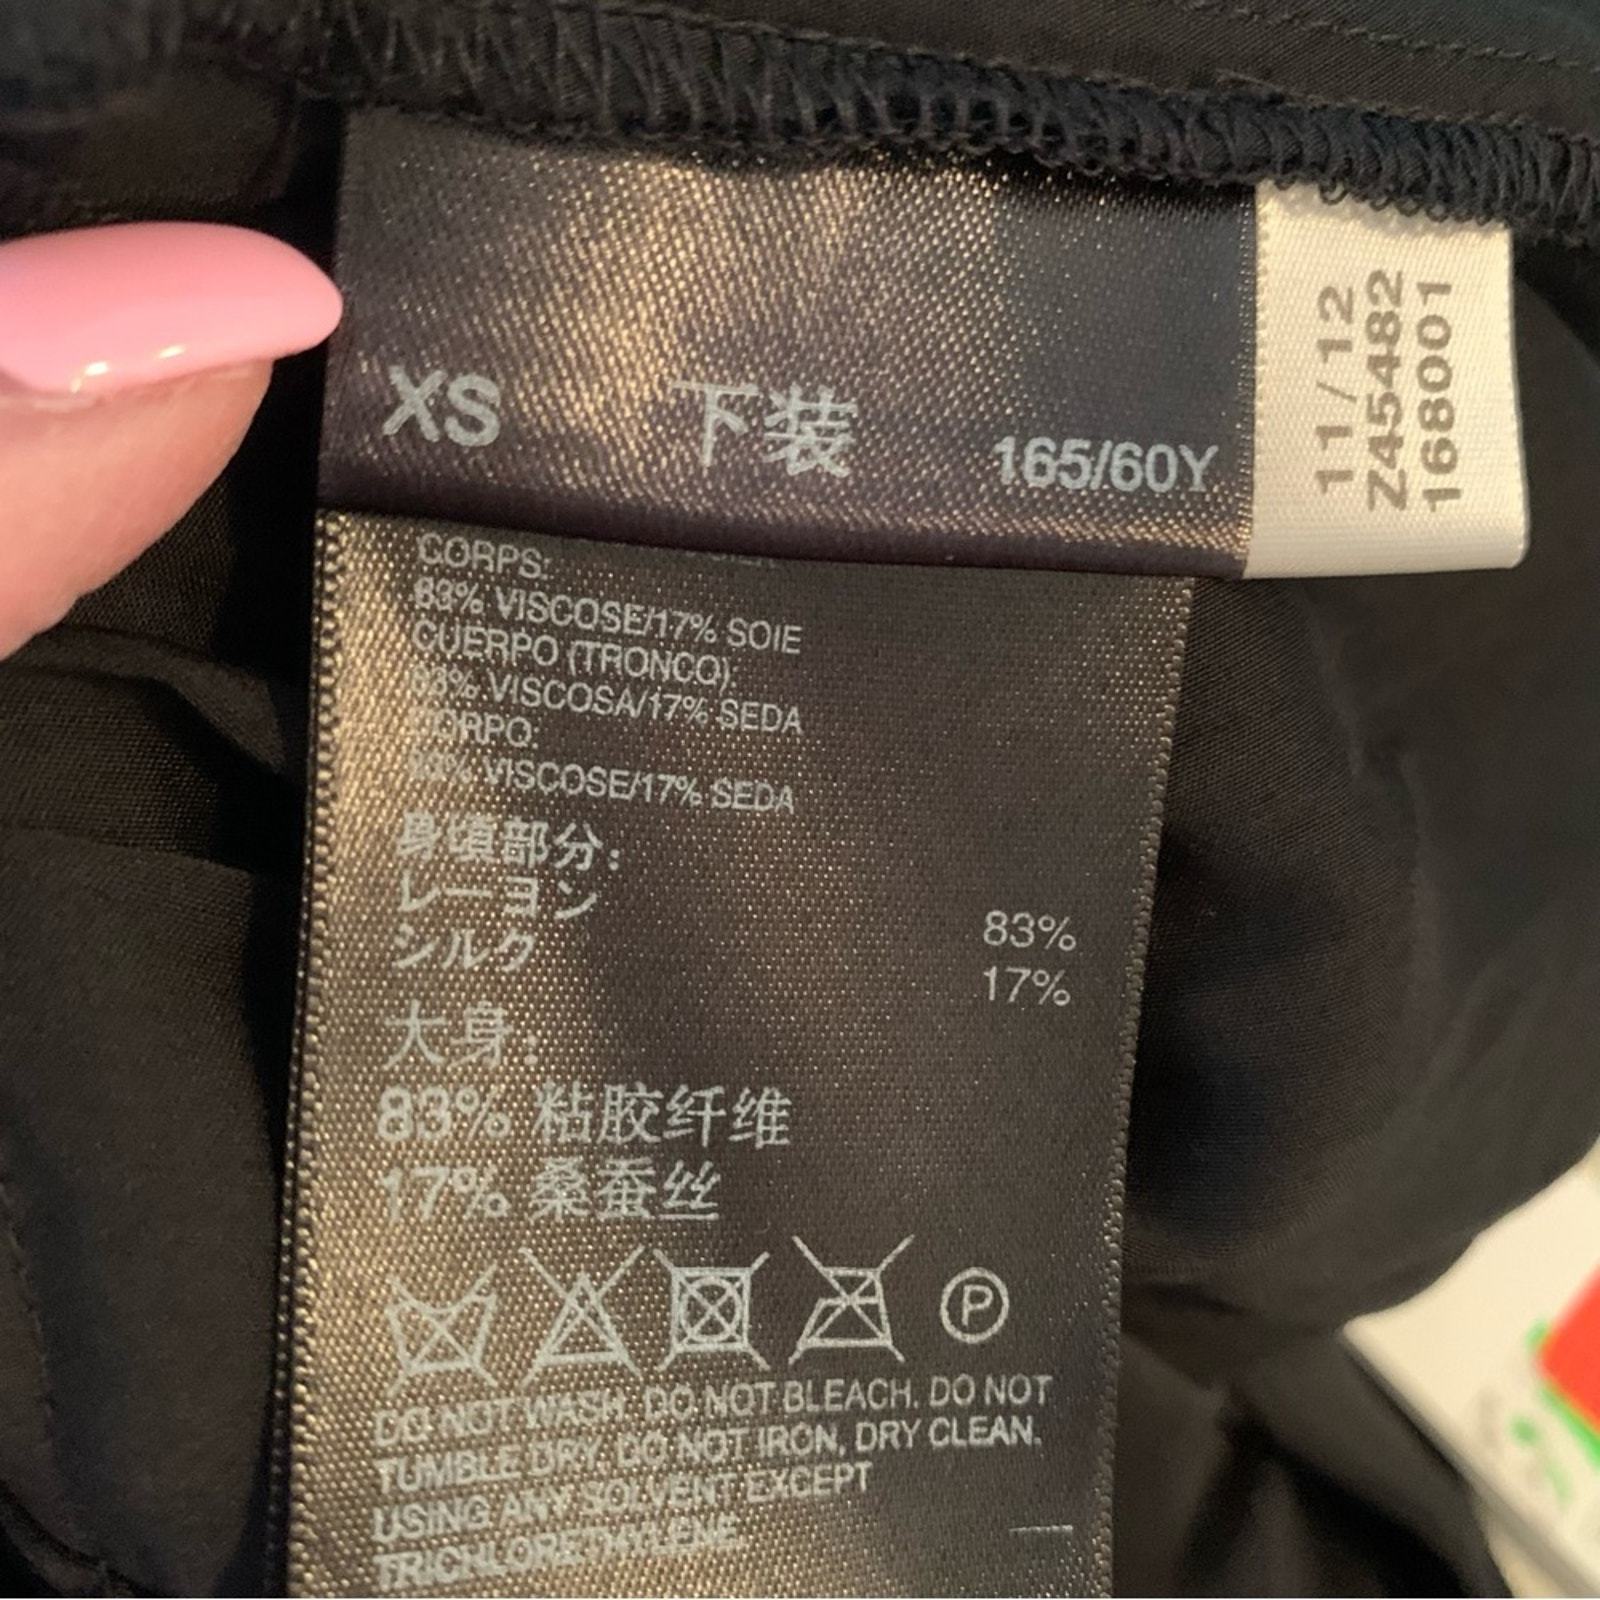 XS 下装 165/60Y
11/12
Z45482
168001
CORPS:
83% VISCOSE/17% SOIE
CUERPO (TRONCO):
83% VISCOSA/17% SEDA
CORPO:
83% VISCOSE/17% SEDA
身頃部分:
レーヨン 83%
シルク 17%
大身:
83% 粘胶纤维
17% 桑蚕丝
P
DO NOT WASH. DO NOT BLEACH. DO NOT
TUMBLE DRY. DO NOT IRON, DRY CLEAN.
USING ANY SOLVENT EXCEPT
TRICHLORETHYLENE